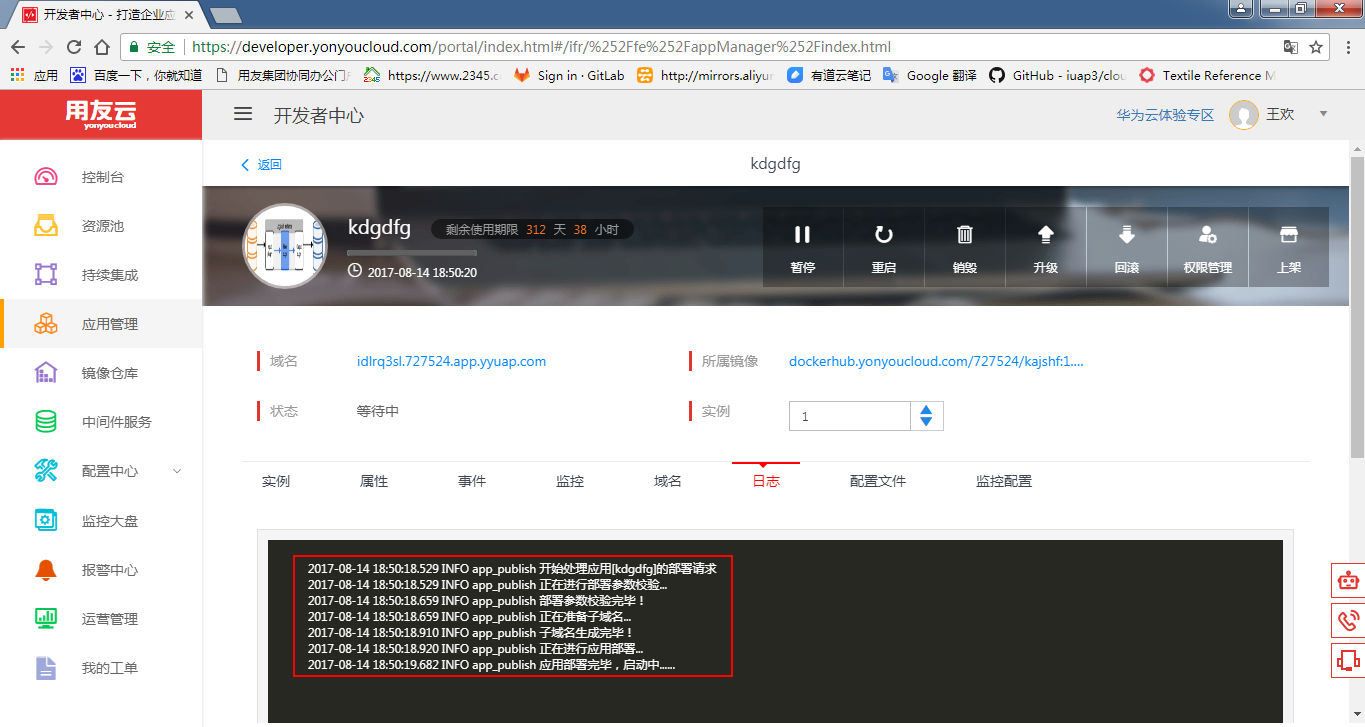 开发者中心 - 打造企业应
安全 https://developer.yonyoucloud.com/portal/index.html#/ifr/%252Ffe%252FappManager%252Findex.html
应用 百度一下，你就知道 用友集团协同办公门户 https://www.2345.c Sign in · GitLab http://mirrors.aliyun 有道云笔记 Google 翻译 GitHub - iuap3/clou Textile Reference M
用友云
yonyoucloud
开发者中心
华为云体验专区 王欢
控制台
资源池
持续集成
应用管理
镜像仓库
中间件服务
配置中心
监控大盘
报警中心
运营管理
我的工单
返回 kdgdfg
kdgdfg 剩余使用期限 312 天 38 小时
2017-08-14 18:50:20
暂停 重启 销毁 升级 回滚 权限管理 上架
域名 idlrq3sl.727524.app.yyuap.com 所属镜像 dockerhub.yonyoucloud.com/727524/kajshf:1....
状态 等待中 实例 1
实例 属性 事件 监控 域名 日志 配置文件 监控配置
2017-08-14 18:50:18.529 INFO app_publish 开始处理应用[kdgdfg]的部署请求
2017-08-14 18:50:18.529 INFO app_publish 正在进行部署参数校验...
2017-08-14 18:50:18.659 INFO app_publish 部署参数校验完毕！
2017-08-14 18:50:18.659 INFO app_publish 正在准备子域名...
2017-08-14 18:50:18.910 INFO app_publish 子域名生成完毕！
2017-08-14 18:50:18.920 INFO app_publish 正在进行应用部署...
2017-08-14 18:50:19.682 INFO app_publish 应用部署完毕，启动中......